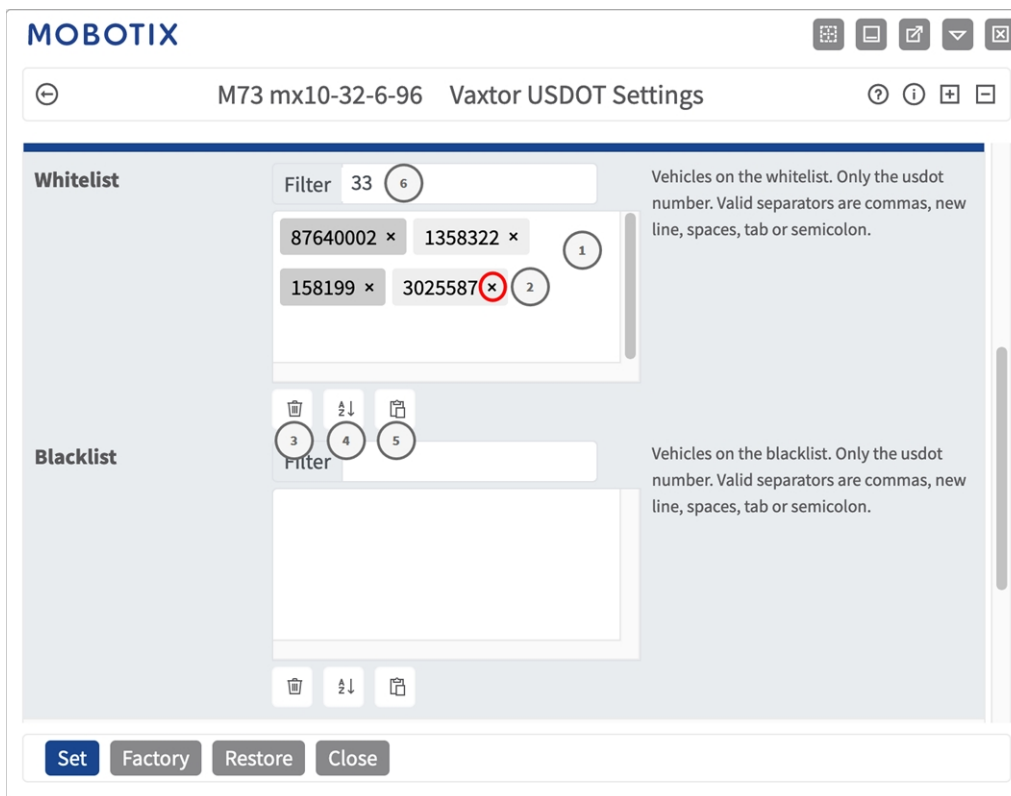 MOBOTIX
M73 mx10-32-6-96 Vaxtor USDOT Settings
Whitelist
Filter 33 6
Vehicles on the whitelist. Only the usdot
number. Valid separators are commas, new
line, spaces, tab or semicolon.
87640002 × 1358322 × 1
158199 × 3025587 × 2
3 4 5
Blacklist
Filter
Vehicles on the blacklist. Only the usdot
number. Valid separators are commas, new
line, spaces, tab or semicolon.
Set Factory Restore Close